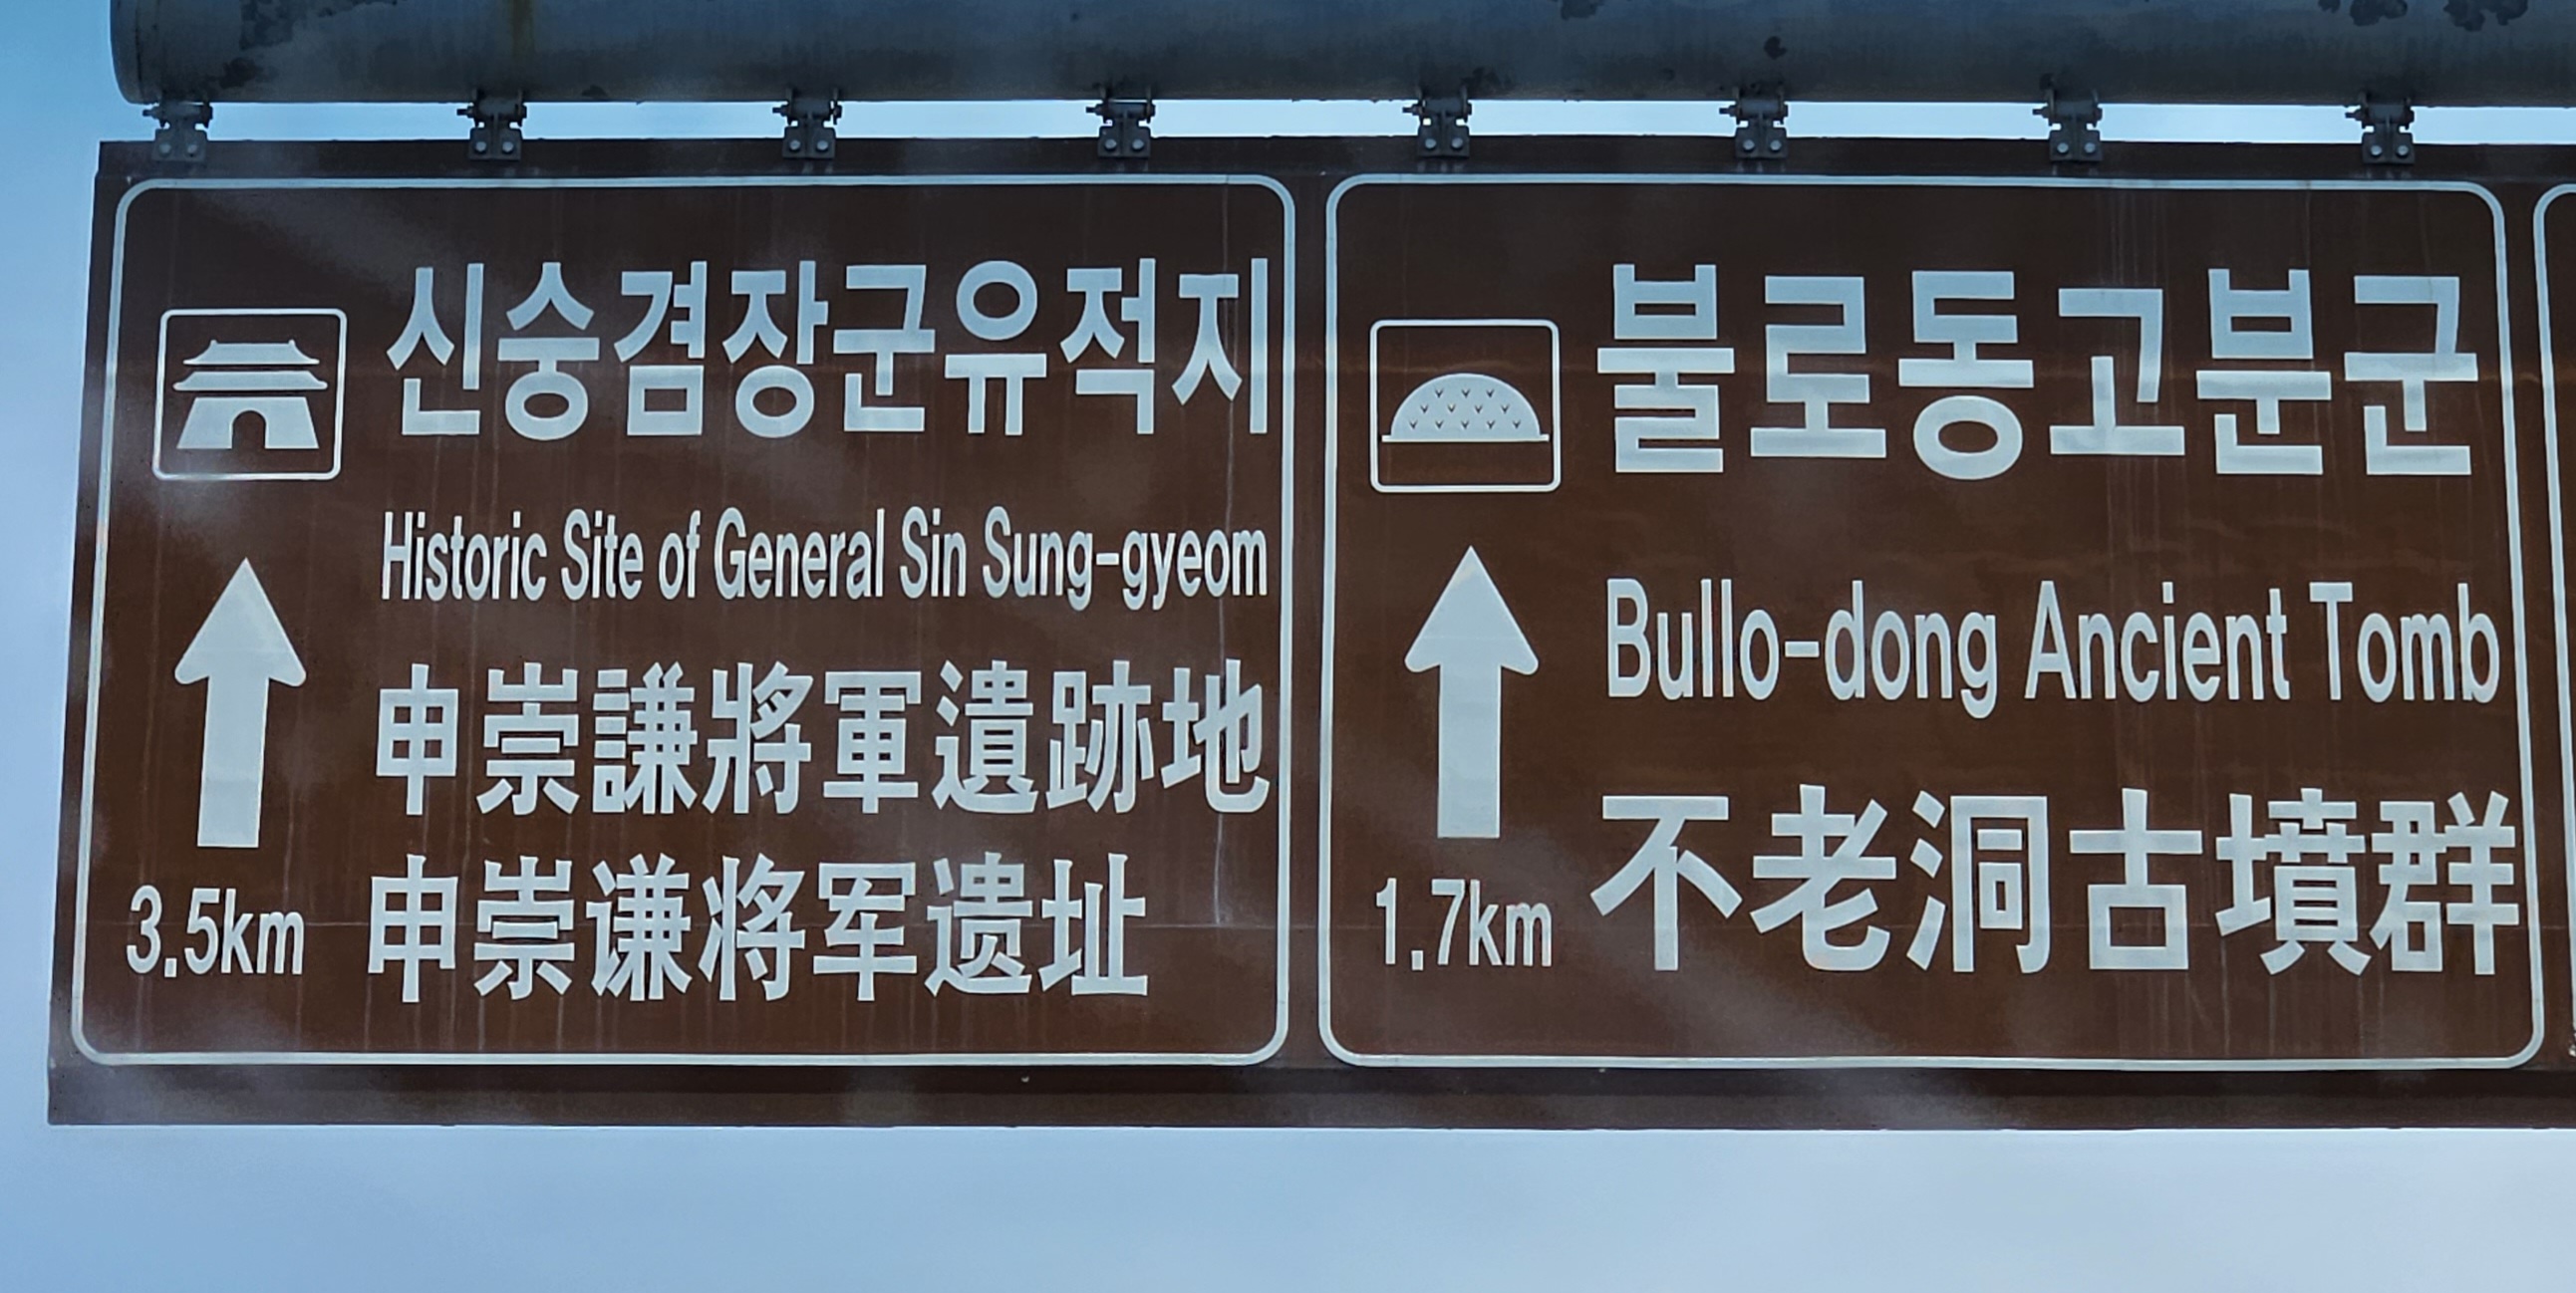 신숭겸장군유적지
Historic Site of General Sin Sung-gyeom
申崇謙將軍遺跡地
申崇谦将军遗址
3.5km
불로동고분군
Bullo-dong Ancient Tomb
不老洞古墳群
1.7km